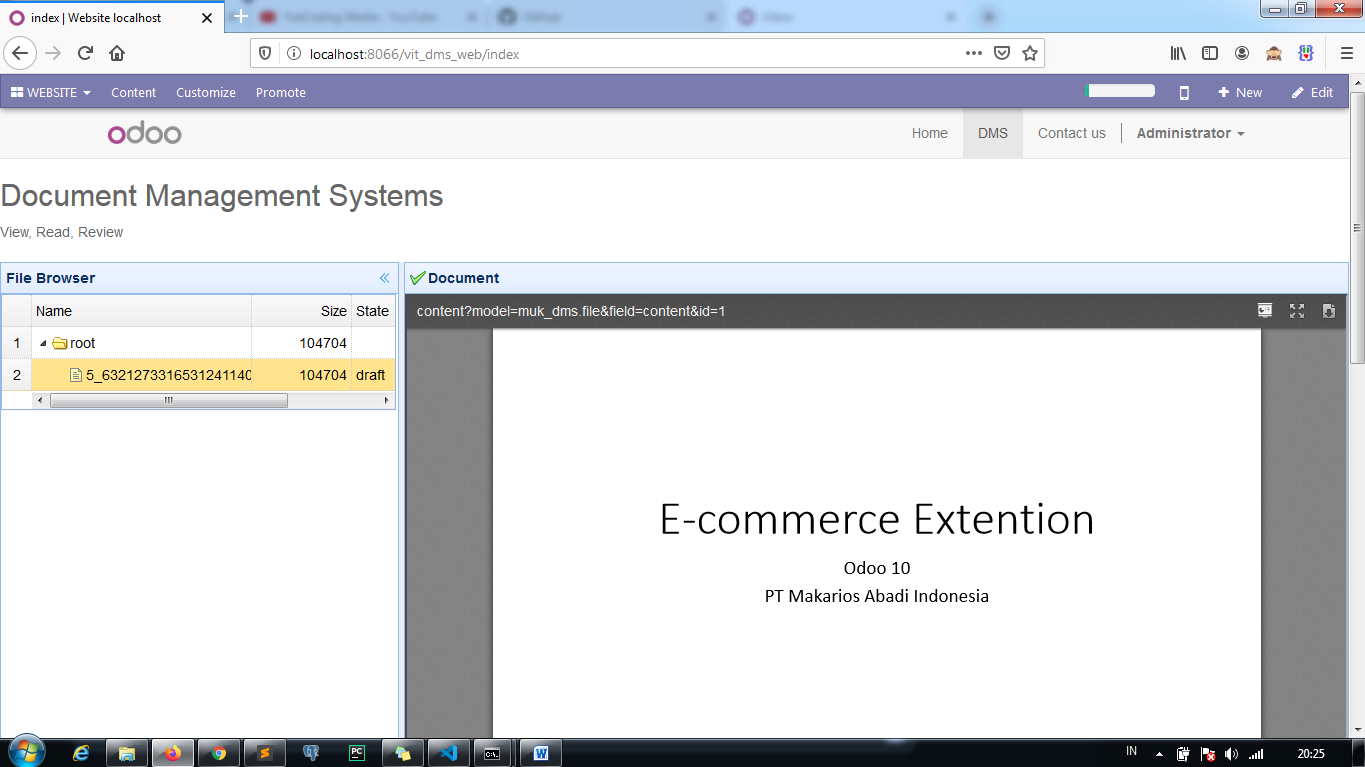 index | Website localhost
localhost:8066/vit_dms_web/index
WEBSITE Content Customize Promote New Edit
odoo Home DMS Contact us Administrator
Document Management Systems
View, Read, Review
File Browser
Document
Name Size State
content?model=muk_dms.file&field=content&id=1
1 root 104704
2 5_6321273316531241140 104704 draft
E-commerce Extention
Odoo 10
PT Makarios Abadi Indonesia
IN 20:25